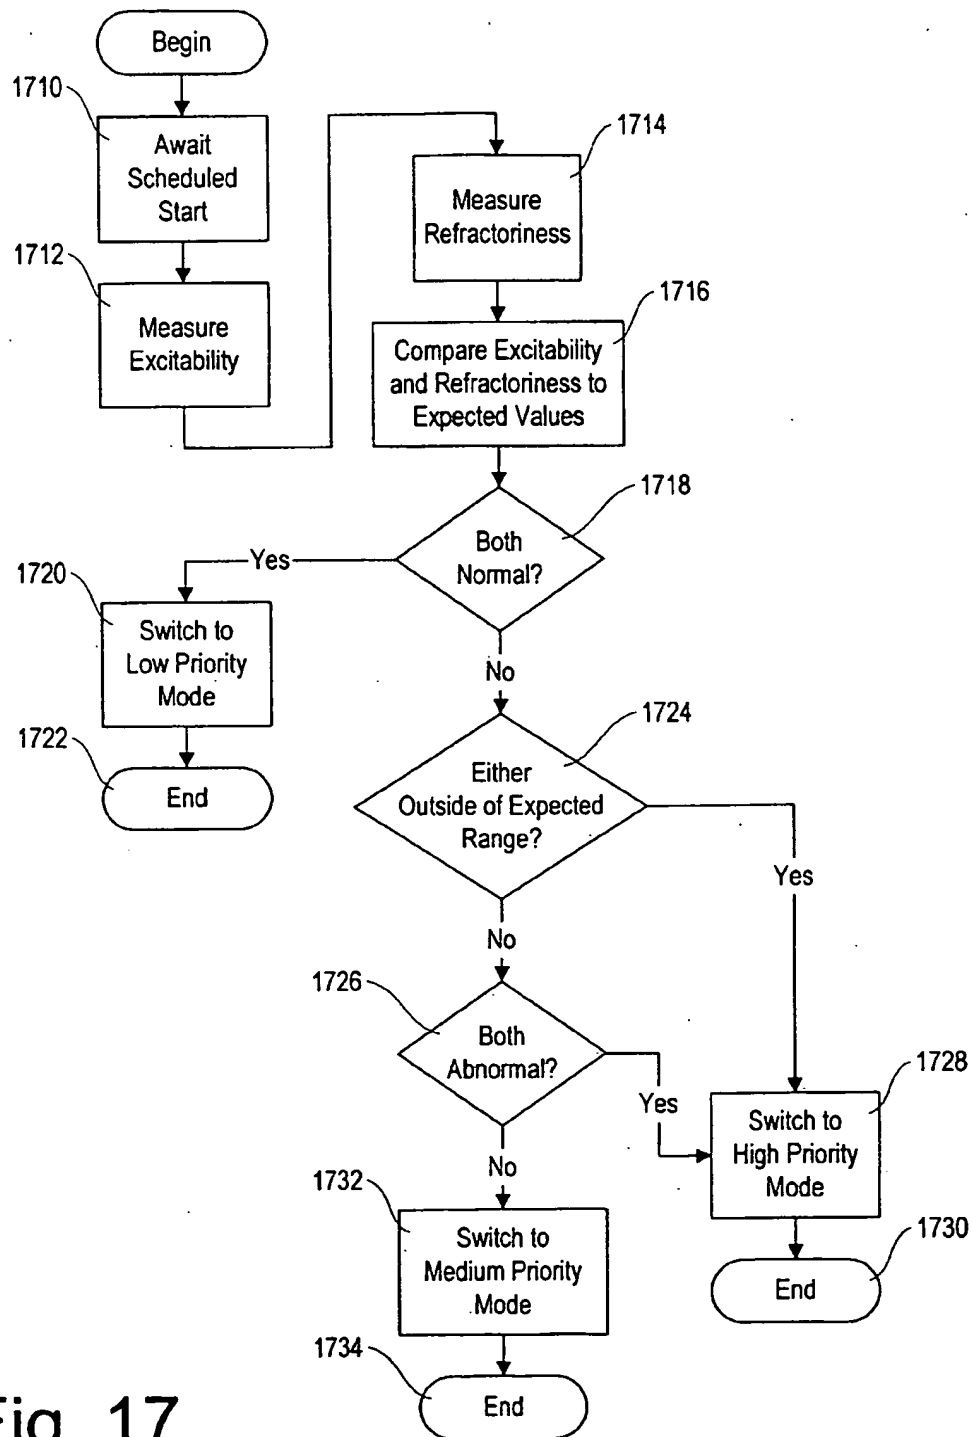 Begin
1710
Await
Scheduled
Start
1712
Measure
Excitability
1714
Measure
Refractoriness
1716
Compare Excitability
and Refractoriness to
Expected Values
1718
Both
Normal?
Yes
1720
Switch to
Low Priority
Mode
1722
End
No
1724
Either
Outside of Expected
Range?
Yes
No
1726
Both
Abnormal?
Yes
1728
Switch to
High Priority
Mode
1730
End
No
1732
Switch to
Medium Priority
Mode
1734
End
Fig. 17